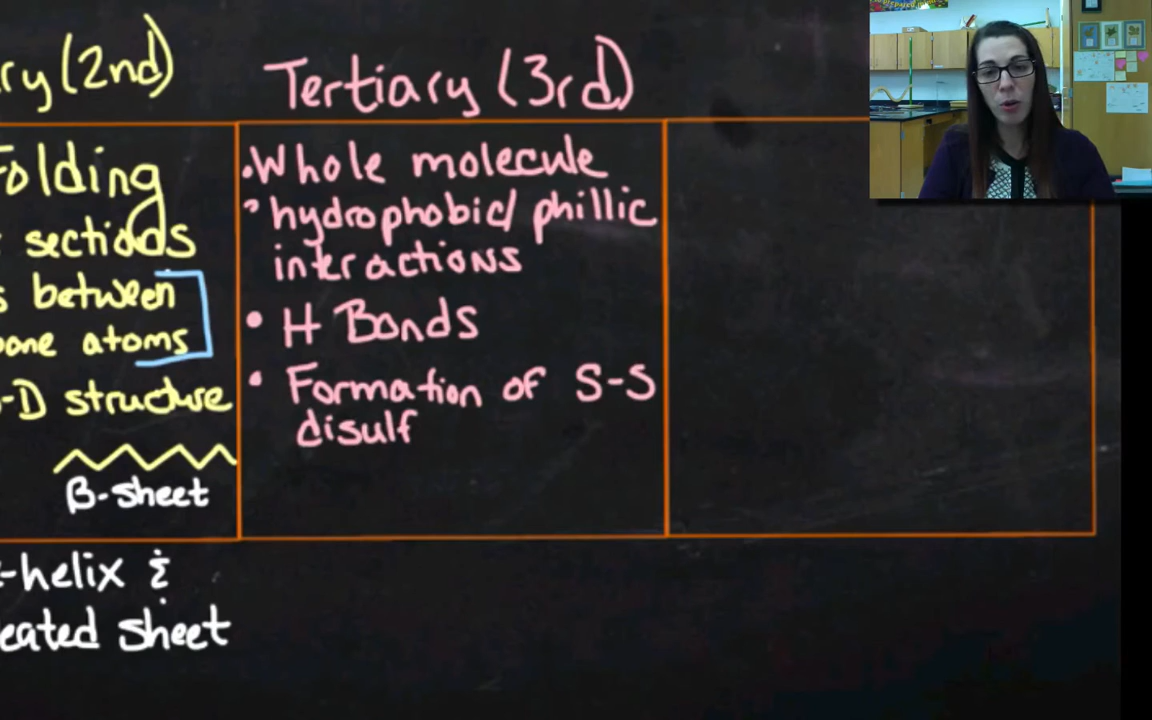 ry (2nd)
Tertiary (3rd)
Folding
sections
s between
one atoms
-D structure
β-sheet
-helix &
eated sheet
• Whole molecule
• hydrophobic/phillic
interactions
• H Bonds
• Formation of S-S
disulf